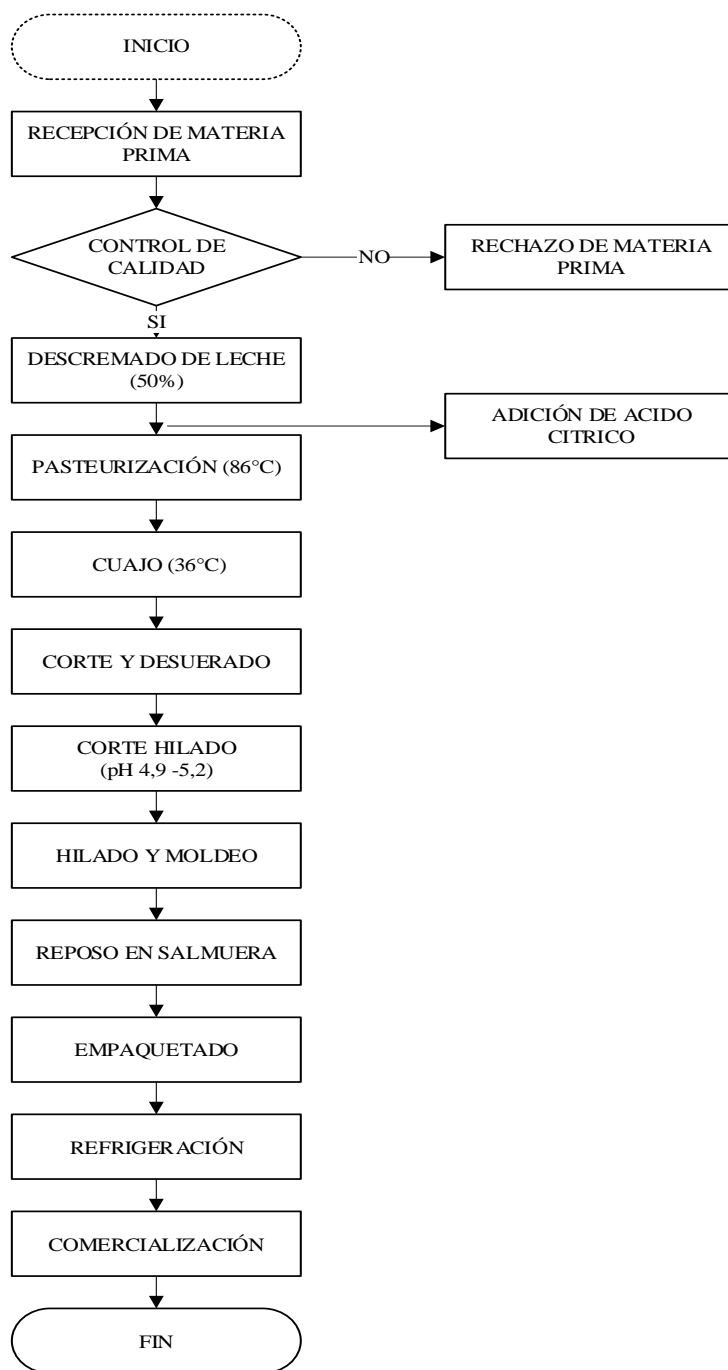 INICIO
RECEPCIÓN DE MATERIA
PRIMA
CONTROL DE
CALIDAD
NO
RECHAZO DE MATERIA
PRIMA
SI
DESCREMADO DE LECHE
(50%)
ADICIÓN DE ACIDO
CITRICO
PASTEURIZACIÓN (86°C)
CUAJO (36°C)
CORTE Y DESUERADO
CORTE HILADO
(pH 4,9 -5,2)
HILADO Y MOLDEO
REPOSO EN SALMUERA
EMPAQUETADO
REFRIGERACIÓN
COMERCIALIZACIÓN
FIN